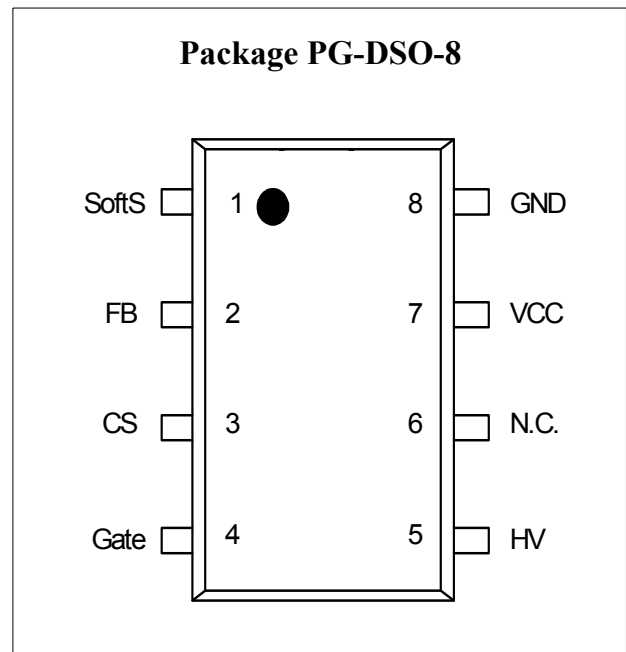 Package PG-DSO-8
SoftS 1 8 GND
FB 2 7 VCC
CS 3 6 N.C.
Gate 4 5 HV